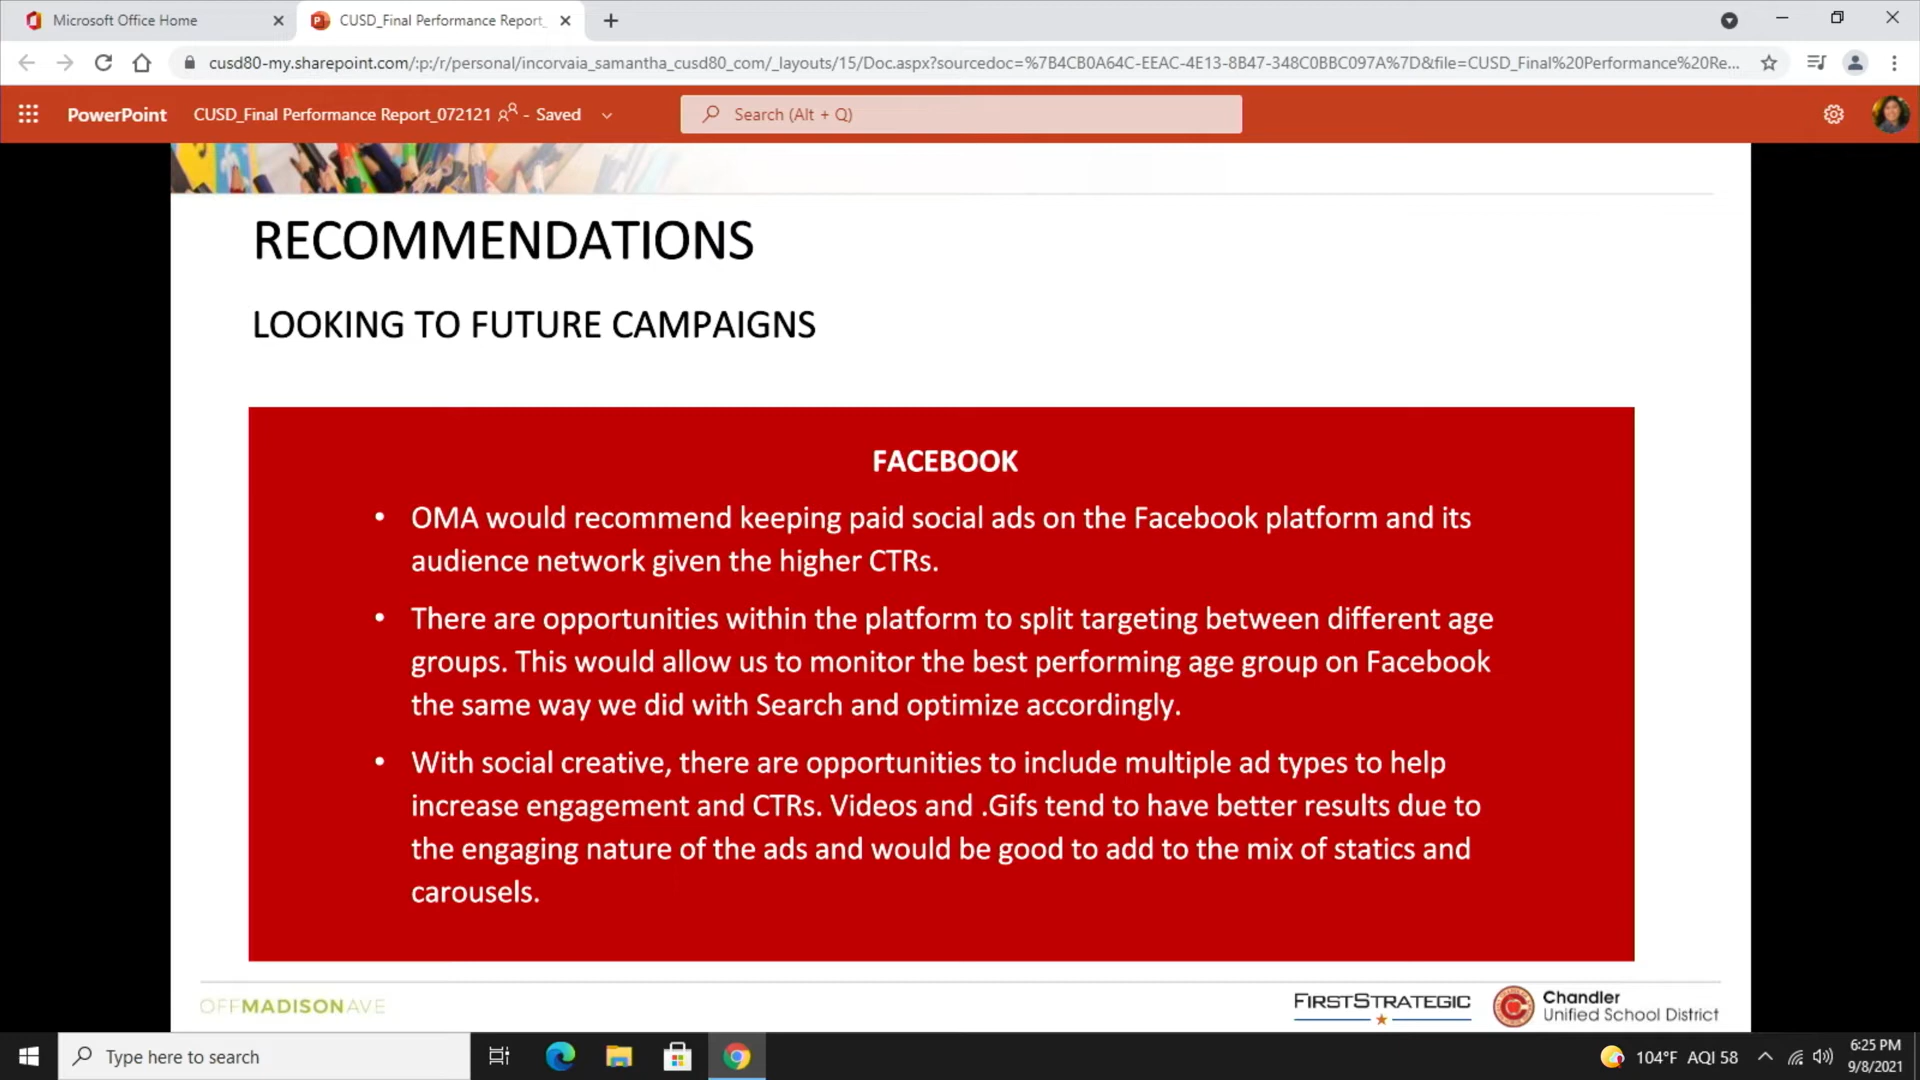 Microsoft Office Home
CUSD_Final Performance Report_
cusd80-my.sharepoint.com/:p:/r/personal/incorvaia_samantha_cusd80_com/_layouts/15/Doc.aspx?sourcedoc=%7B4CB0A64C-EEAC-4E13-8B47-348C0BBC097A%7D&file=CUSD_Final%20Performance%20Re...
PowerPoint
CUSD_Final Performance Report_072121 - Saved
Search (Alt + Q)
RECOMMENDATIONS
LOOKING TO FUTURE CAMPAIGNS
FACEBOOK
• OMA would recommend keeping paid social ads on the Facebook platform and its
audience network given the higher CTRs.
• There are opportunities within the platform to split targeting between different age
groups. This would allow us to monitor the best performing age group on Facebook
the same way we did with Search and optimize accordingly.
• With social creative, there are opportunities to include multiple ad types to help
increase engagement and CTRs. Videos and .Gifs tend to have better results due to
the engaging nature of the ads and would be good to add to the mix of statics and
carousels.
OFFMADISONAVE
FIRSTSTRATEGIC
Chandler
Unified School District
Type here to search
104°F AQI 58
6:25 PM
9/8/2021